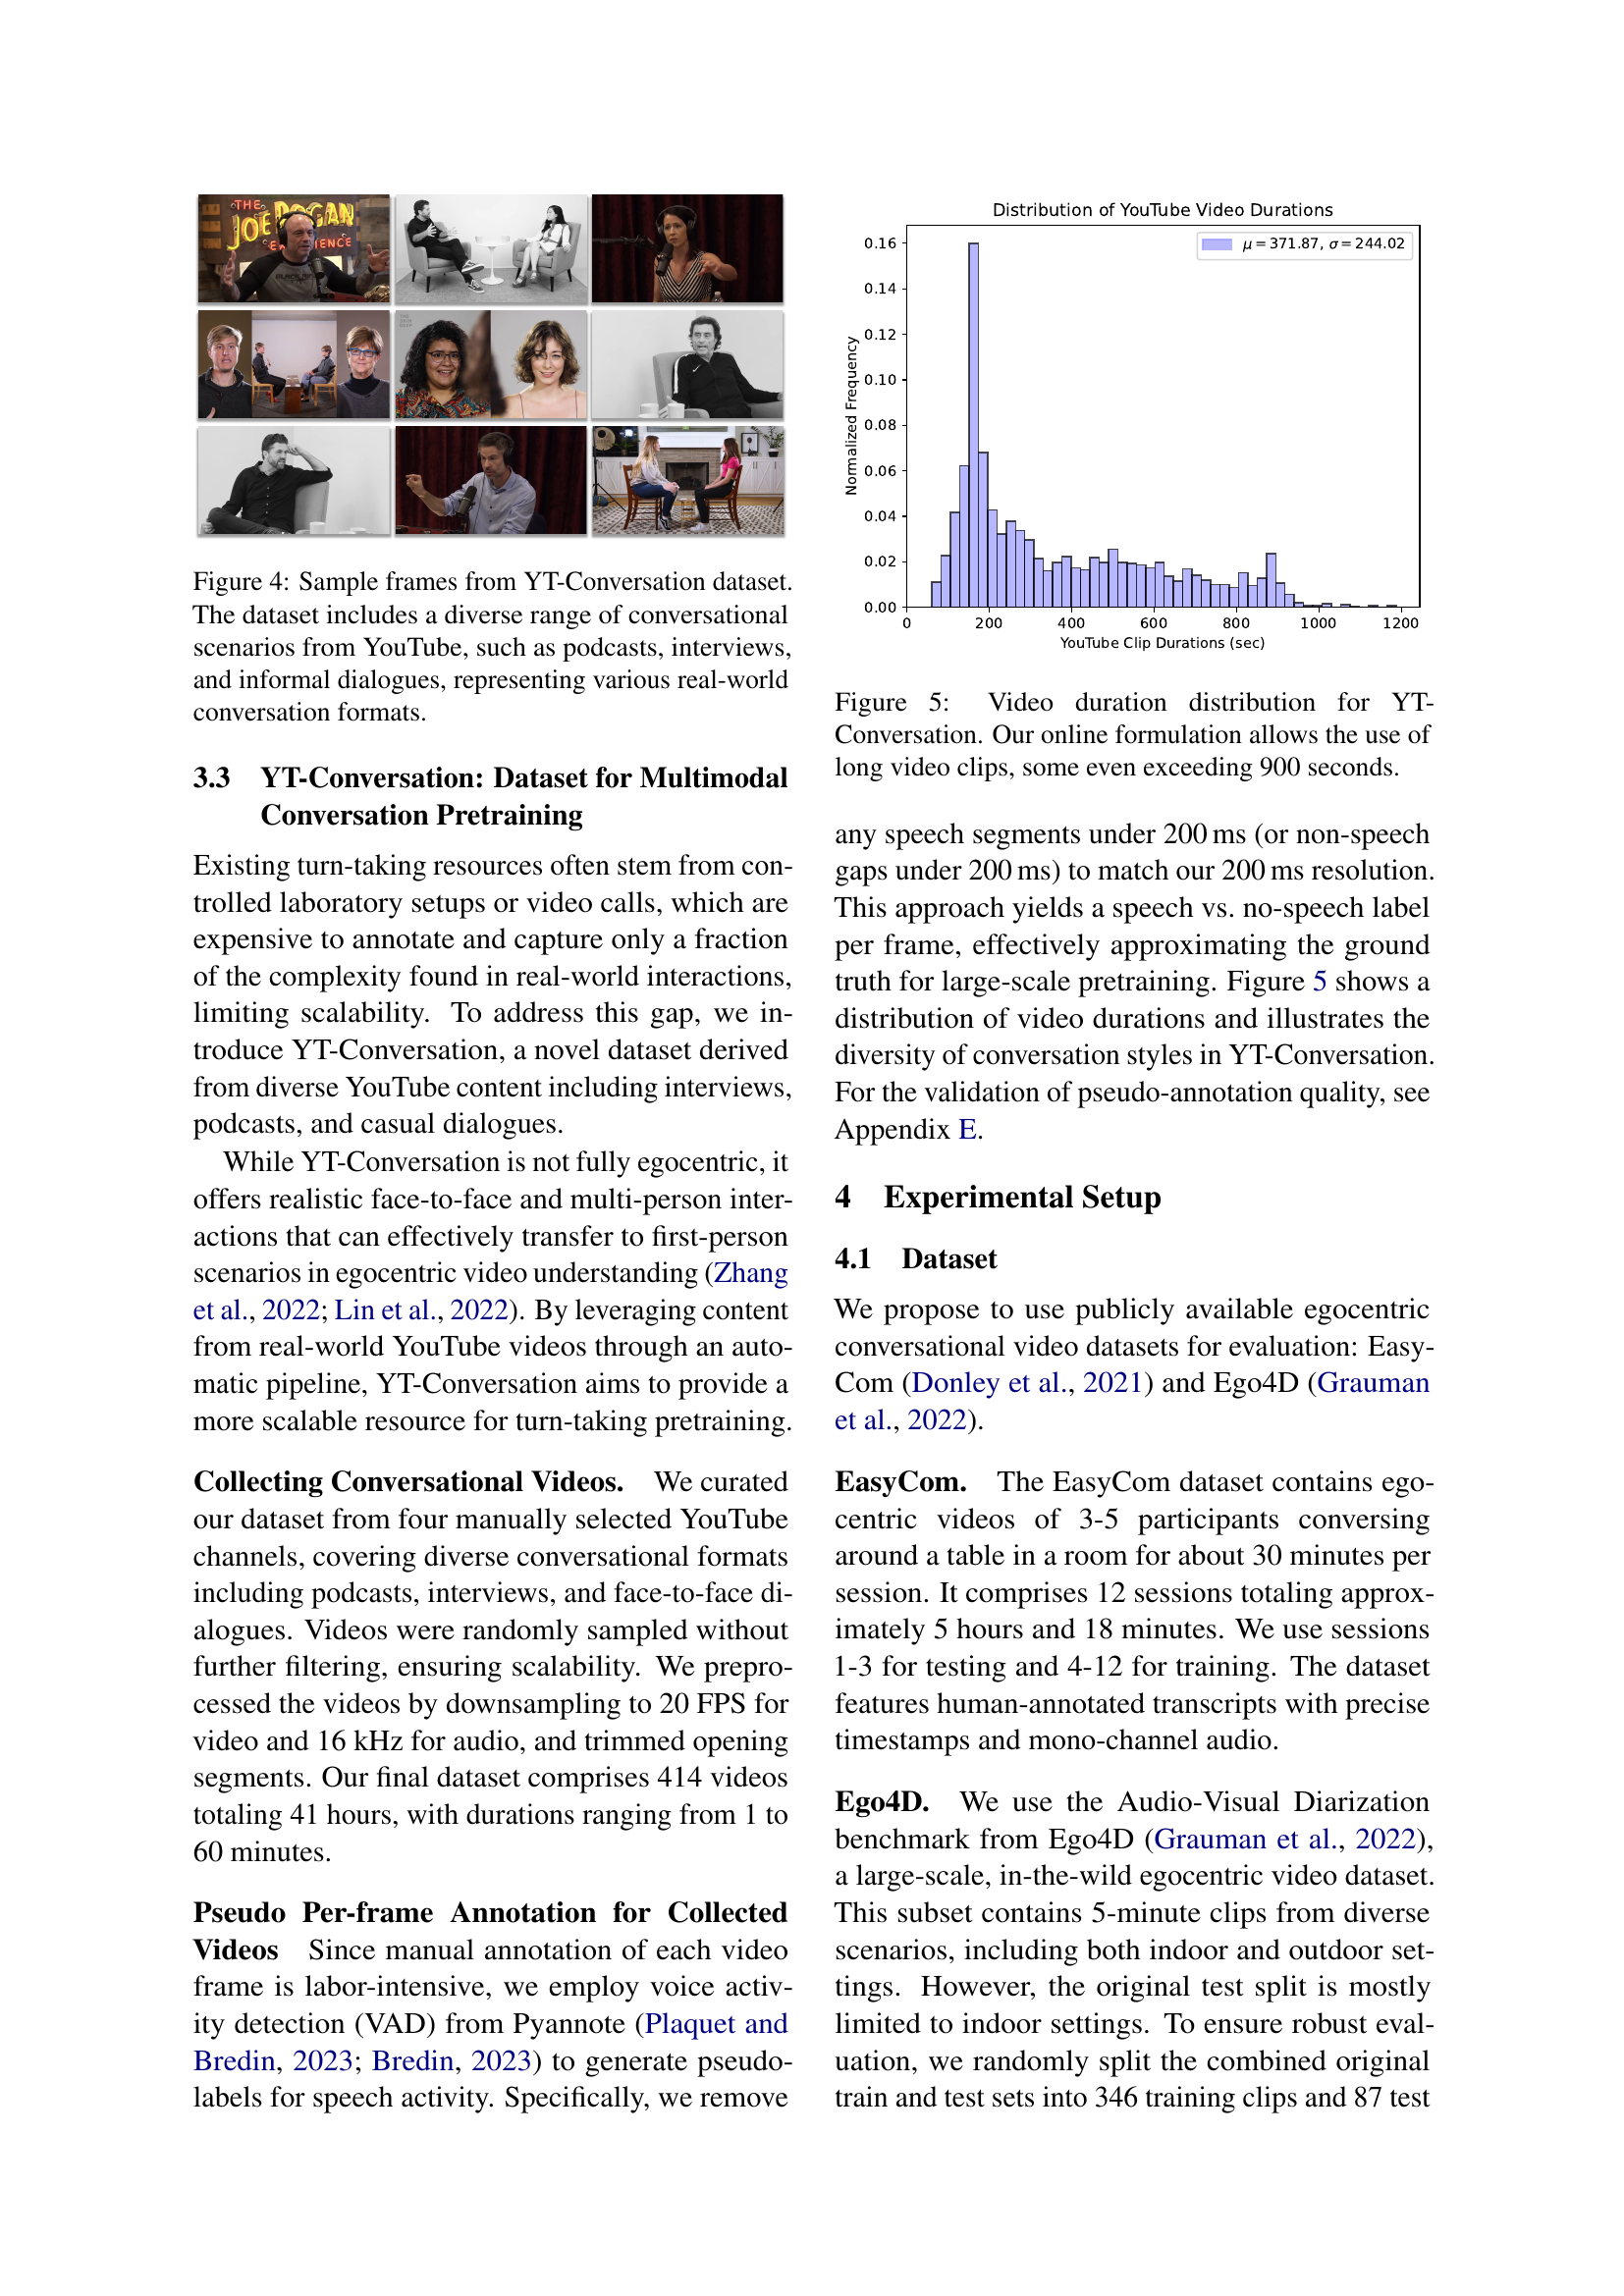 THE
JOE ROGAN
EXPERIENCE
Figure 4: Sample frames from YT-Conversation dataset.
The dataset includes a diverse range of conversational
scenarios from YouTube, such as podcasts, interviews,
and informal dialogues, representing various real-world
conversation formats.
3.3 YT-Conversation: Dataset for Multimodal
Conversation Pretraining
Existing turn-taking resources often stem from con-
trolled laboratory setups or video calls, which are
expensive to annotate and capture only a fraction
of the complexity found in real-world interactions,
limiting scalability. To address this gap, we in-
troduce YT-Conversation, a novel dataset derived
from diverse YouTube content including interviews,
podcasts, and casual dialogues.
While YT-Conversation is not fully egocentric, it
offers realistic face-to-face and multi-person inter-
actions that can effectively transfer to first-person
scenarios in egocentric video understanding (Zhang
et al., 2022; Lin et al., 2022). By leveraging content
from real-world YouTube videos through an auto-
matic pipeline, YT-Conversation aims to provide a
more scalable resource for turn-taking pretraining.
Collecting Conversational Videos. We curated
our dataset from four manually selected YouTube
channels, covering diverse conversational formats
including podcasts, interviews, and face-to-face di-
alogues. Videos were randomly sampled without
further filtering, ensuring scalability. We prepro-
cessed the videos by downsampling to 20 FPS for
video and 16 kHz for audio, and trimmed opening
segments. Our final dataset comprises 414 videos
totaling 41 hours, with durations ranging from 1 to
60 minutes.
Pseudo Per-frame Annotation for Collected
Videos Since manual annotation of each video
frame is labor-intensive, we employ voice activ-
ity detection (VAD) from Pyannote (Plaquet and
Bredin, 2023; Bredin, 2023) to generate pseudo-
labels for speech activity. Specifically, we remove
Distribution of YouTube Video Durations
μ = 371.87, σ = 244.02
0.16
0.14
0.12
0.10
0.08
0.06
0.04
0.02
0.00
Normalized Frequency
0 200 400 600 800 1000 1200
YouTube Clip Durations (sec)
Figure 5: Video duration distribution for YT-
Conversation. Our online formulation allows the use of
long video clips, some even exceeding 900 seconds.
any speech segments under 200 ms (or non-speech
gaps under 200 ms) to match our 200 ms resolution.
This approach yields a speech vs. no-speech label
per frame, effectively approximating the ground
truth for large-scale pretraining. Figure 5 shows a
distribution of video durations and illustrates the
diversity of conversation styles in YT-Conversation.
For the validation of pseudo-annotation quality, see
Appendix E.
4 Experimental Setup
4.1 Dataset
We propose to use publicly available egocentric
conversational video datasets for evaluation: Easy-
Com (Donley et al., 2021) and Ego4D (Grauman
et al., 2022).
EasyCom. The EasyCom dataset contains ego-
centric videos of 3-5 participants conversing
around a table in a room for about 30 minutes per
session. It comprises 12 sessions totaling approx-
imately 5 hours and 18 minutes. We use sessions
1-3 for testing and 4-12 for training. The dataset
features human-annotated transcripts with precise
timestamps and mono-channel audio.
Ego4D. We use the Audio-Visual Diarization
benchmark from Ego4D (Grauman et al., 2022),
a large-scale, in-the-wild egocentric video dataset.
This subset contains 5-minute clips from diverse
scenarios, including both indoor and outdoor set-
tings. However, the original test split is mostly
limited to indoor settings. To ensure robust eval-
uation, we randomly split the combined original
train and test sets into 346 training clips and 87 test